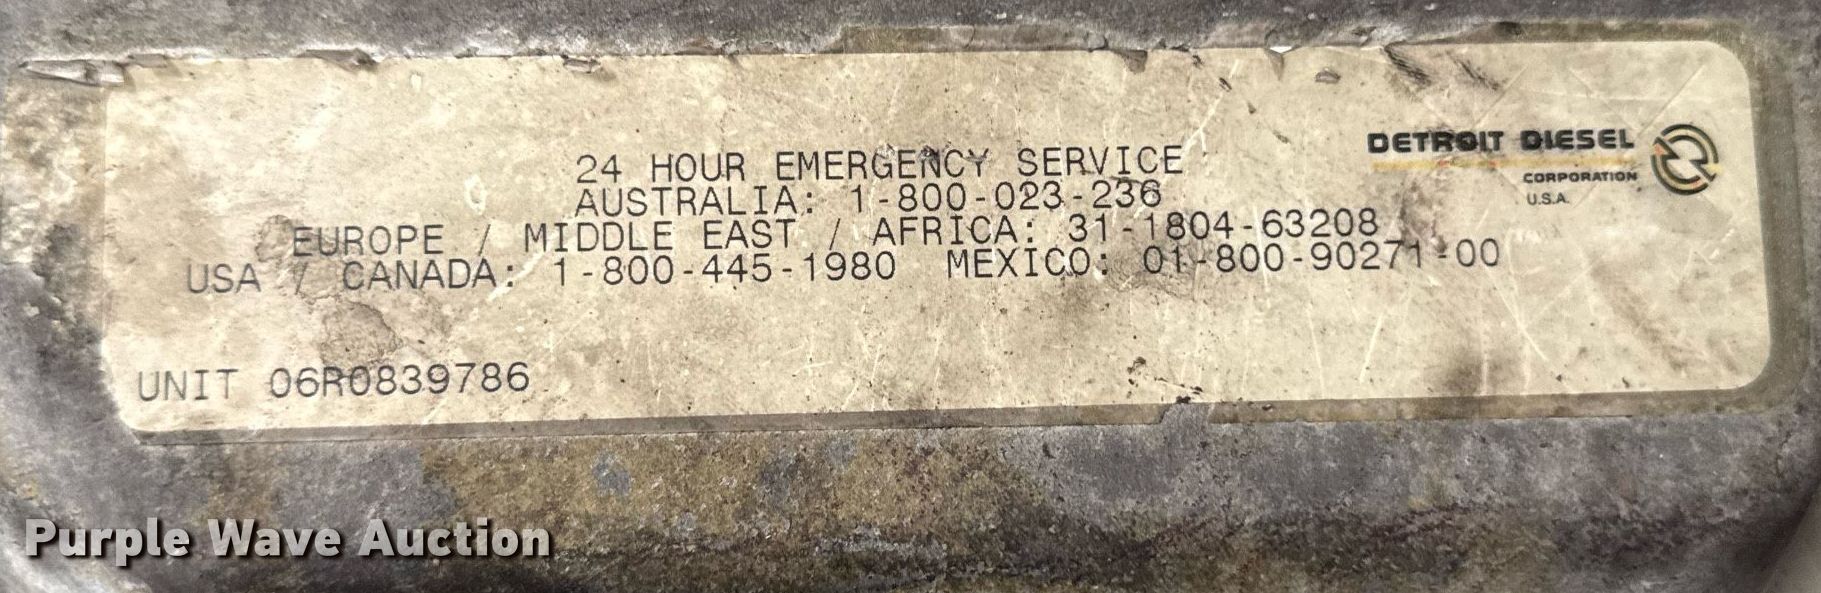 DETROIT DIESEL
CORPORATION
U.S.A.
24 HOUR EMERGENCY SERVICE
AUSTRALIA: 1-800-023-236
EUROPE / MIDDLE EAST / AFRICA: 31-1804-63208
USA / CANADA: 1-800-445-1980 MEXICO: 01-800-90271-00
UNIT 06R0839786
Purple Wave Auction